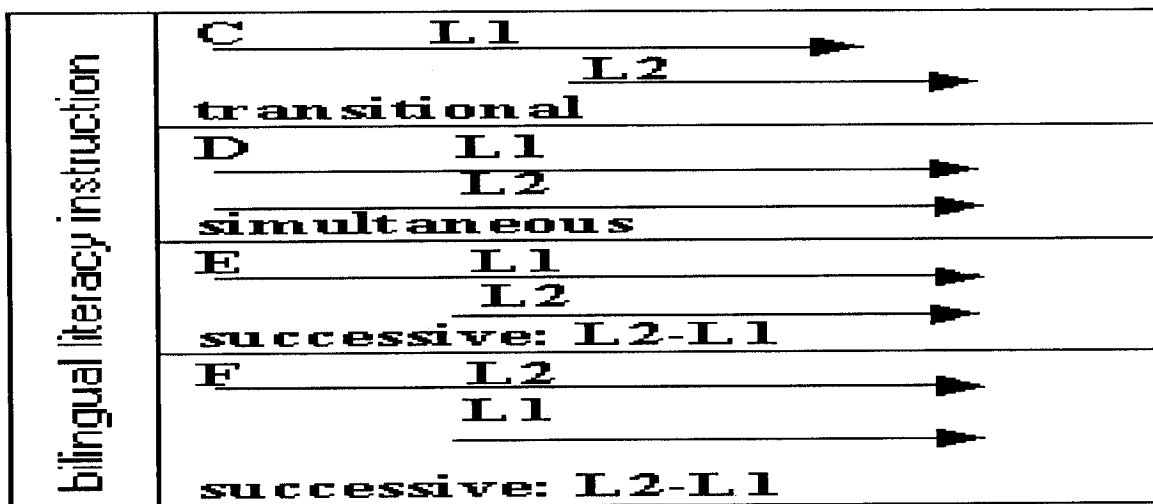 bilingual literacy instruction
C L1
L2
transitional
D L1
L2
simultaneous
E L1
L2
successive: L2-L1
F L2
L1
successive: L2-L1